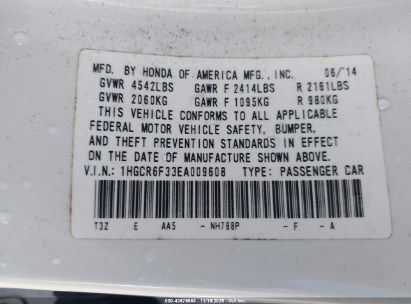 MFD. BY HONDA OF AMERICA MFG., INC. 06/14
GVWR 4542LBS GAWR F 2414LBS R 2161LBS
GVWR 2060KG GAWR F 1095KG R 980KG
THIS VEHICLE CONFORMS TO ALL APPLICABLE
FEDERAL MOTOR VEHICLE SAFETY, BUMPER,
AND THEFT PREVENTION STANDARDS IN EFFECT
ON THE DATE OF MANUFACTURE SHOWN ABOVE.
V.I.N.: 1HGCR6F33EA009608 TYPE: PASSENGER CAR
T3Z E AA5 - NH788P - F - A